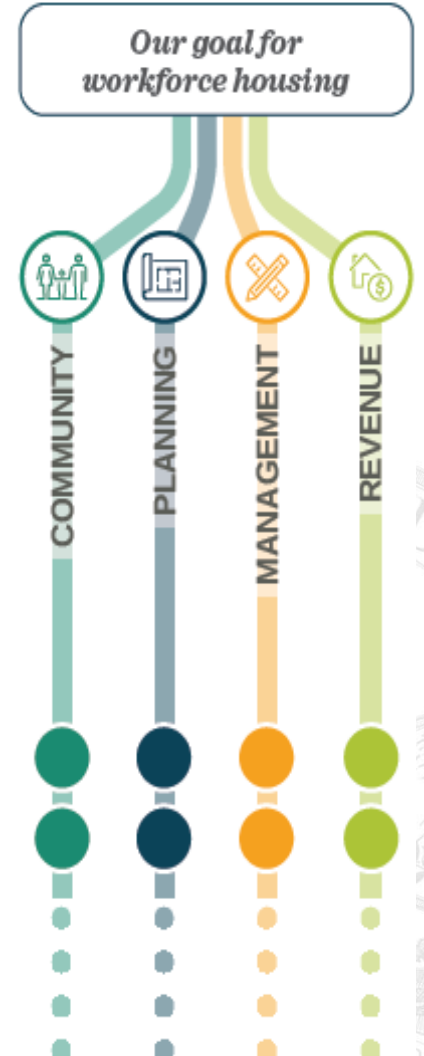 Our goal for
workforce housing
COMMUNITY
PLANNING
MANAGEMENT
REVENUE